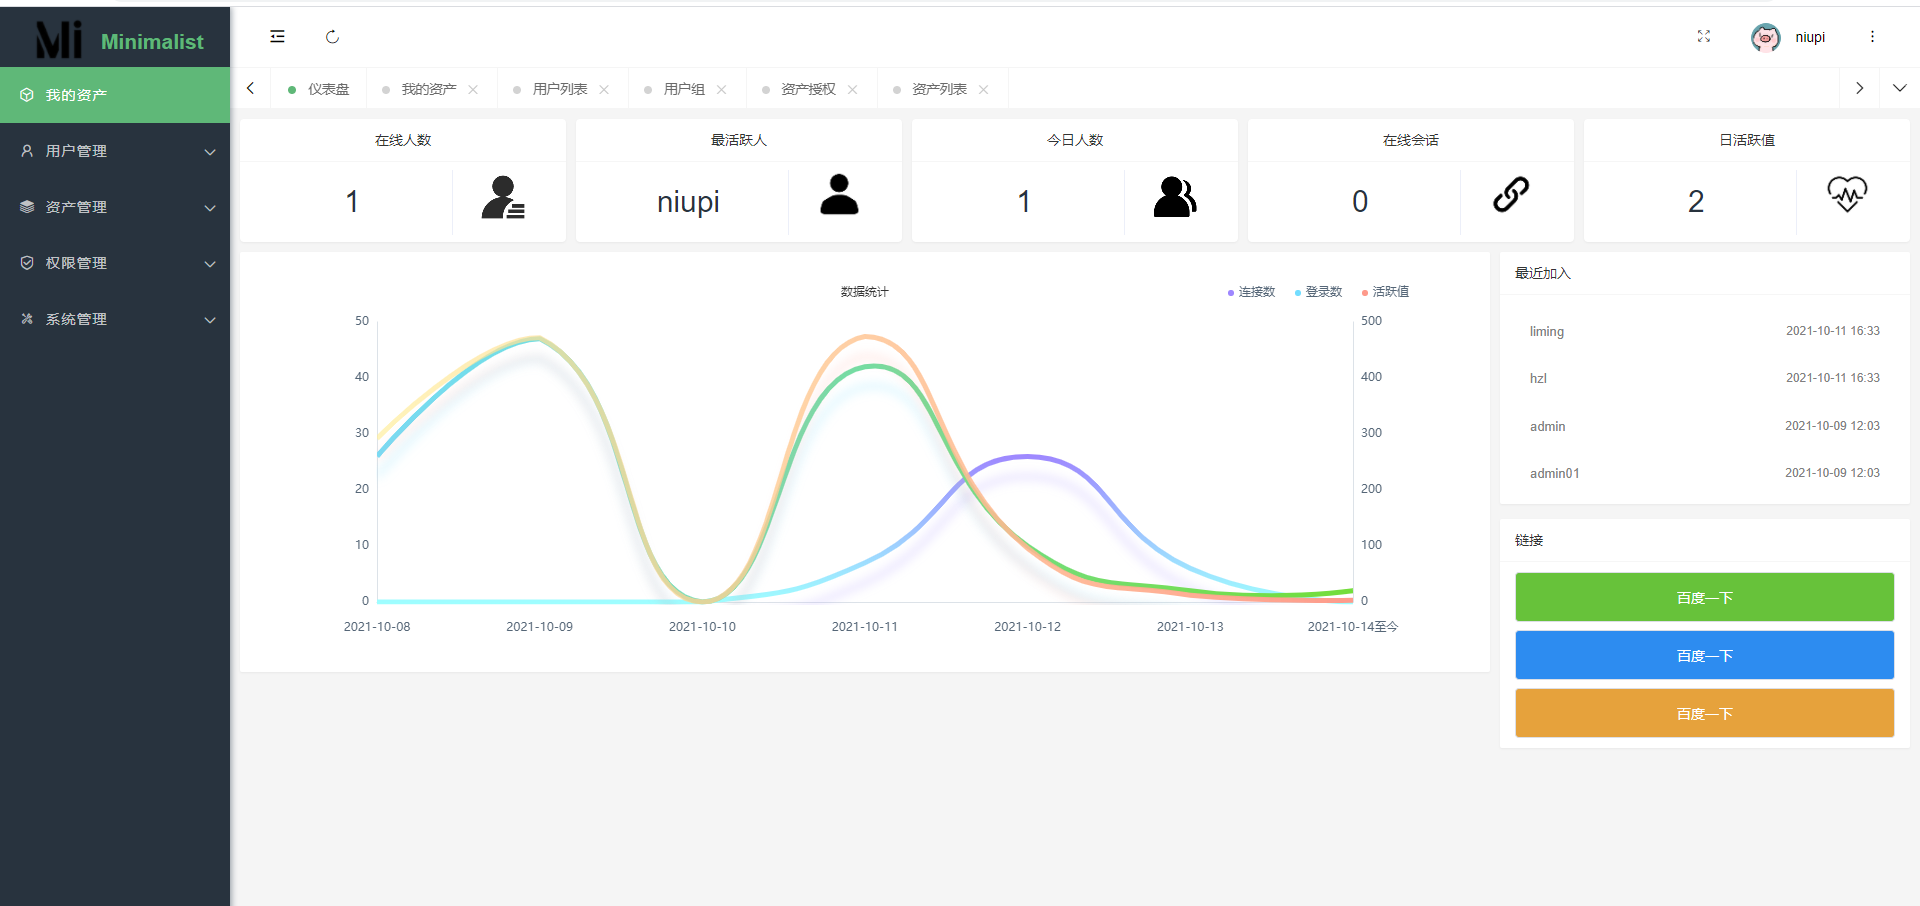 Mi Minimalist
niupi
我的资产
用户管理
资产管理
权限管理
系统管理
仪表盘 我的资产 用户列表 用户组 资产授权 资产列表
在线人数 最活跃人 今日人数 在线会话 日活跃值
1 niupi 1 0 2
数据统计
连接数 登录数 活跃值
50 500
40 400
30 300
20 200
10 100
0 0
2021-10-08 2021-10-09 2021-10-10 2021-10-11 2021-10-12 2021-10-13 2021-10-14至今
最近加入
liming 2021-10-11 16:33
hzl 2021-10-11 16:33
admin 2021-10-09 12:03
admin01 2021-10-09 12:03
链接
百度一下
百度一下
百度一下